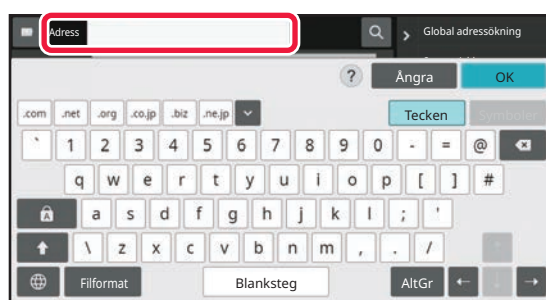 Adress
Global adressökning
? Ångra OK
.com .net .org .co.jp .biz .ne.jp Tecken Symboler
` 1 2 3 4 5 6 7 8 9 0 - = @
q w e r t y u i o p [ ] #
A a s d f g h j k l ; '
\ z x c v b n m , . /
Filformat Blanksteg AltGr